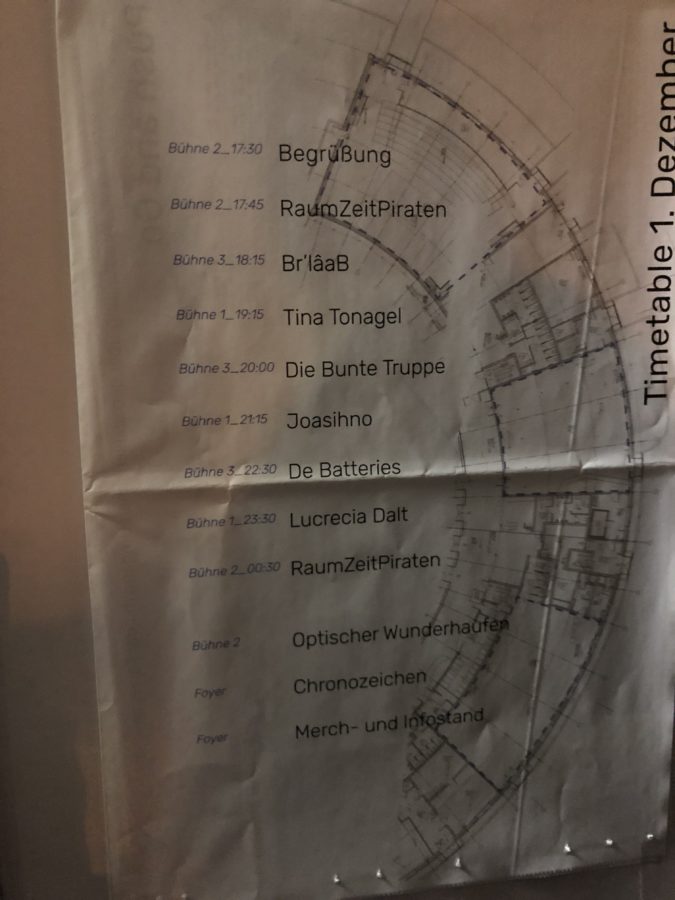 Timetable 1. Dezember
Bühne 2_17:30 Begrüßung
Bühne 2_17:45 RaumZeitPiraten
Bühne 3_18:15 Br'lâaB
Bühne 1_19:15 Tina Tonagel
Bühne 3_20:00 Die Bunte Truppe
Bühne 1_21:15 Joasihno
Bühne 3_22:30 De Batteries
Bühne 1_23:30 Lucrecia Dalt
Bühne 2_00:30 RaumZeitPiraten
Bühne 2 Optischer Wunderhaufen
Foyer Chronozeichen
Foyer Merch- und Infostand